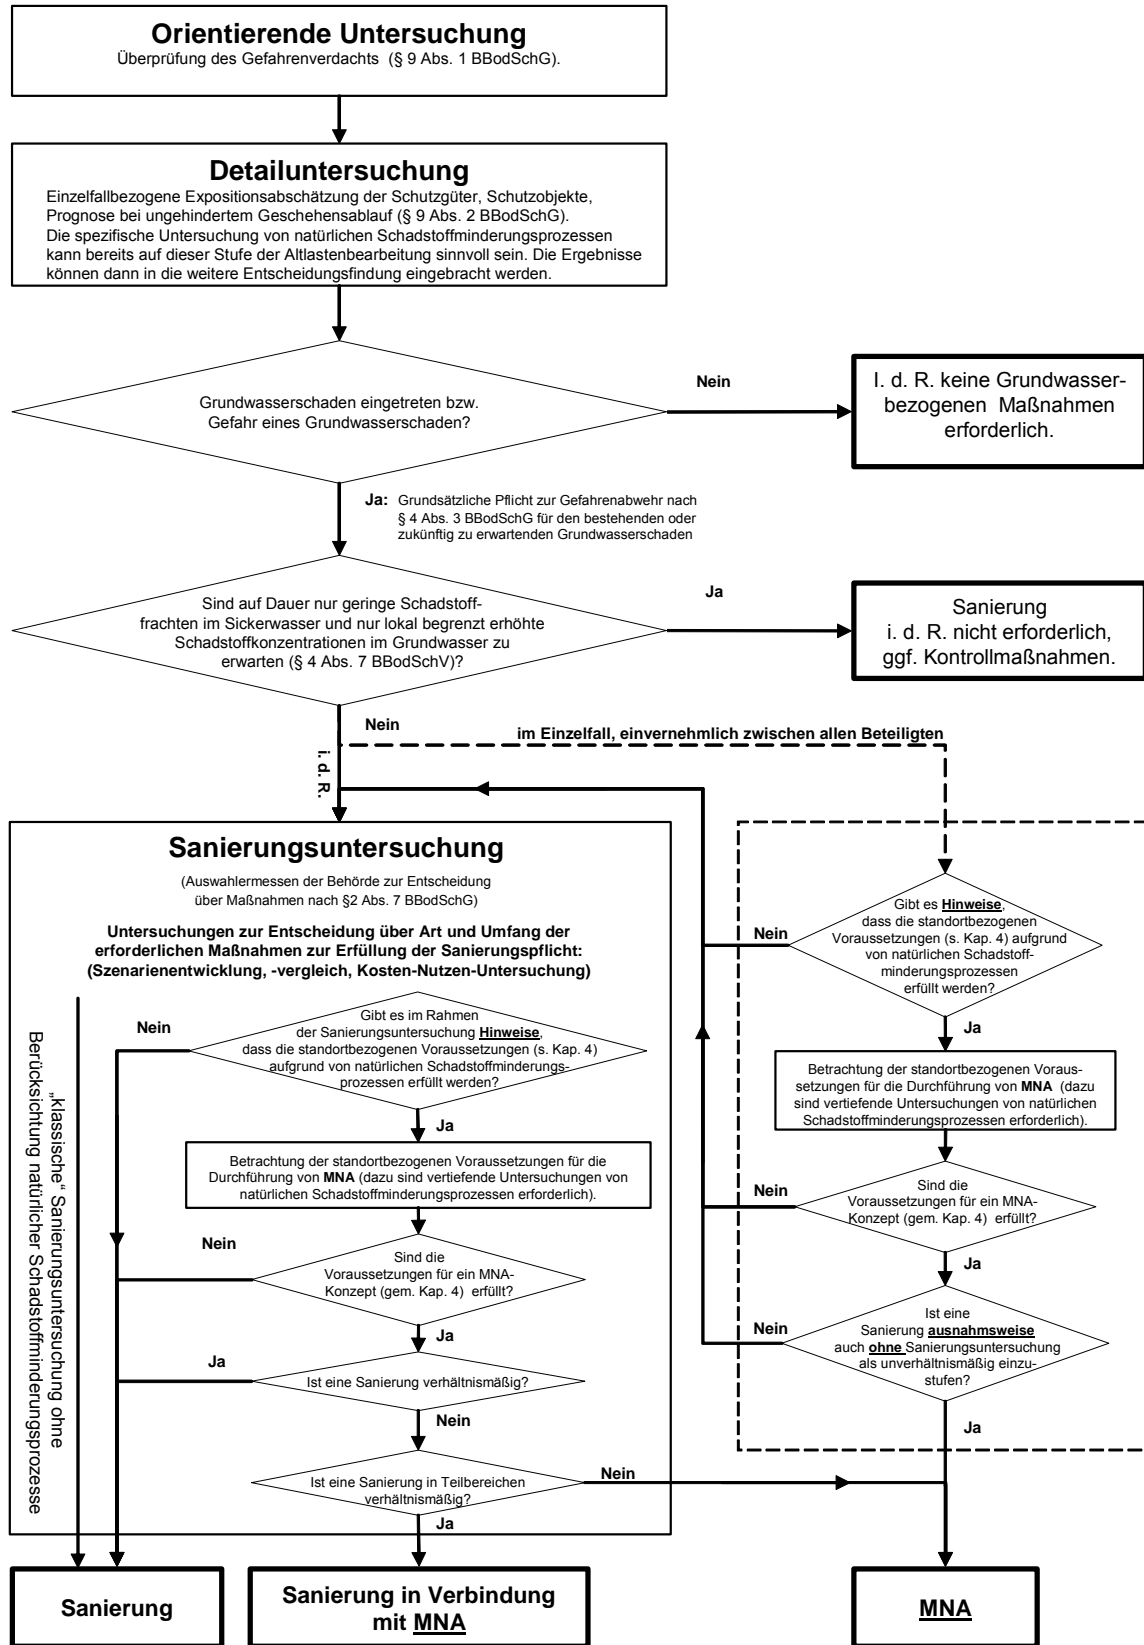 Orientierende Untersuchung
Überprüfung des Gefahrenverdachts (§ 9 Abs. 1 BBodSchG).
Detailuntersuchung
Einzelfallbezogene Expositionsabschätzung der Schutzgüter, Schutzobjekte,
Prognose bei ungehindertem Geschehensablauf (§ 9 Abs. 2 BBodSchG).
Die spezifische Untersuchung von natürlichen Schadstoffminderungsprozessen
kann bereits auf dieser Stufe der Altlastenbearbeitung sinnvoll sein. Die Ergebnisse
können dann in die weitere Entscheidungsfindung eingebracht werden.
Grundwasserschaden eingetreten bzw.
Gefahr eines Grundwasserschaden?
Nein
I. d. R. keine Grundwasser-
bezogenen Maßnahmen
erforderlich.
Ja: Grundsätzliche Pflicht zur Gefahrenabwehr nach
§ 4 Abs. 3 BBodSchG für den bestehenden oder
zukünftig zu erwartenden Grundwasserschaden
Sind auf Dauer nur geringe Schadstoff-
frachten im Sickerwasser und nur lokal begrenzt erhöhte
Schadstoffkonzentrationen im Grundwasser zu
erwarten (§ 4 Abs. 7 BBodSchV)?
Ja
Sanierung
i. d. R. nicht erforderlich,
ggf. Kontrollmaßnahmen.
Nein
im Einzelfall, einvernehmlich zwischen allen Beteiligten
i. d. R.
Sanierungsuntersuchung
(Auswahlermessen der Behörde zur Entscheidung
über Maßnahmen nach §2 Abs. 7 BBodSchG)
Untersuchungen zur Entscheidung über Art und Umfang der
erforderlichen Maßnahmen zur Erfüllung der Sanierungspflicht:
(Szenarienentwicklung, -vergleich, Kosten-Nutzen-Untersuchung)
„klassische“ Sanierungsuntersuchung ohne
Berücksichtung natürlicher Schadstoffminderungsprozesse
Nein
Gibt es im Rahmen
der Sanierungsuntersuchung Hinweise,
dass die standortbezogenen Voraussetzungen (s. Kap. 4)
aufgrund von natürlichen Schadstoffminderungs-
prozessen erfüllt werden?
Ja
Betrachtung der standortbezogenen Voraussetzungen für die
Durchführung von MNA (dazu sind vertiefende Untersuchungen von
natürlichen Schadstoffminderungsprozessen erforderlich).
Nein
Sind die
Voraussetzungen für ein MNA-
Konzept (gem. Kap. 4) erfüllt?
Ja
Ja
Ist eine Sanierung verhältnismäßig?
Nein
Ist eine Sanierung in Teilbereichen
verhältnismäßig?
Nein
Ja
Nein
Gibt es Hinweise,
dass die standortbezogenen
Voraussetzungen (s. Kap. 4) aufgrund
von natürlichen Schadstoff-
minderungsprozessen
erfüllt werden?
Ja
Betrachtung der standortbezogenen Voraus-
setzungen für die Durchführung von MNA (dazu
sind vertiefende Untersuchungen von natürlichen
Schadstoffminderungsprozessen erforderlich).
Nein
Sind die
Voraussetzungen für ein MNA-
Konzept (gem. Kap. 4) erfüllt?
Ja
Nein
Ist eine
Sanierung ausnahmsweise
auch ohne Sanierungsuntersuchung
als unverhältnismäßig einzu-
stufen?
Ja
Sanierung
Sanierung in Verbindung
mit MNA
MNA